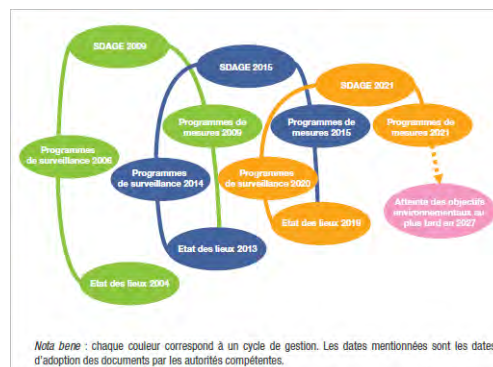 SDAGE 2009
SDAGE 2015
SDAGE 2021
Programmes de
mesures 2009
Programmes de
mesures 2015
Programmes de
mesures 2021
Programmes
de surveillance 2006
Programmes
de surveillance 2014
Programmes de
surveillance 2020
Atteinte des objectifs
environnementaux au
plus tard en 2027
Etat des lieux 2019
Etat des lieux 2013
Etat des lieux 2004
Nota bene : chaque couleur correspond à un cycle de gestion. Les dates mentionnées sont les dates
d'adoption des documents par les autorités compétentes.